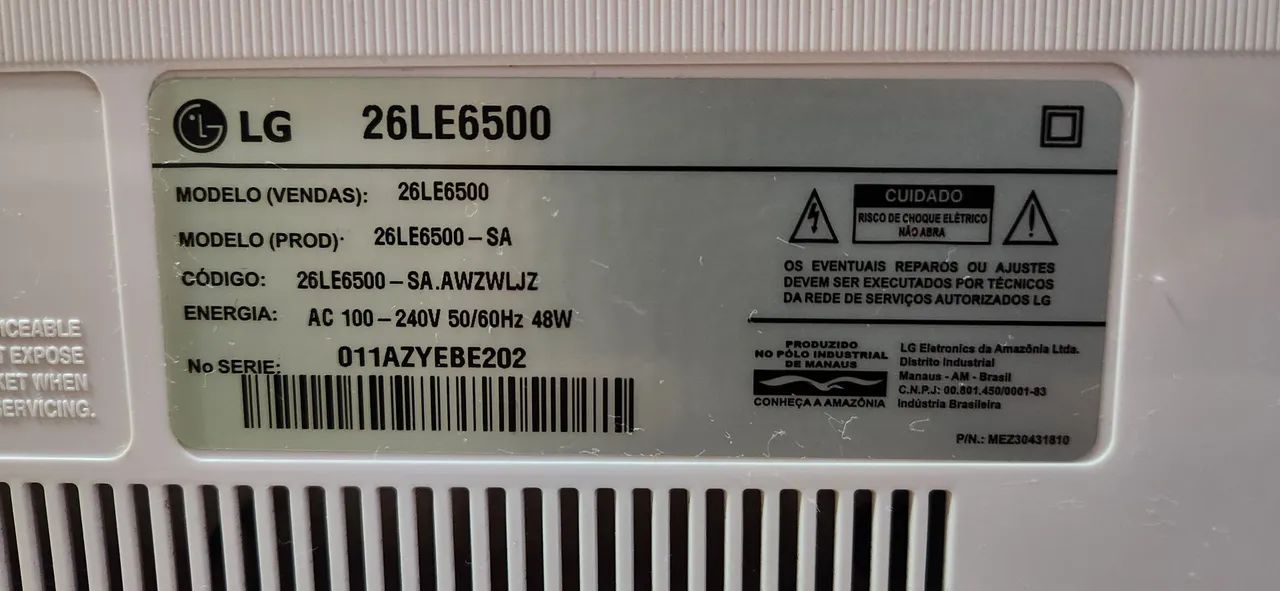 LG 26LE6500
MODELO (VENDAS): 26LE6500
MODELO (PROD): 26LE6500-SA
CÓDIGO: 26LE6500-SA.AWZWLJZ
ENERGIA: AC 100-240V 50/60Hz 48W
No SERIE: 011AZYEBE202
CUIDADO
RISCO DE CHOQUE ELÉTRICO
NÃO ABRA
OS EVENTUAIS REPAROS OU AJUSTES
DEVEM SER EXECUTADOS POR TÉCNICOS
DA REDE DE SERVIÇOS AUTORIZADOS LG
PRODUZIDO
NO PÓLO INDUSTRIAL
DE MANAUS
CONHEÇA A AMAZÔNIA
LG Eletronics da Amazônia Ltda.
Distrito Industrial
Manaus - AM - Brasil
C.N.P.J: 00.801.450/0001-83
Indústria Brasileira
P/N.: MEZ30431810
EXPOSE
WHEN